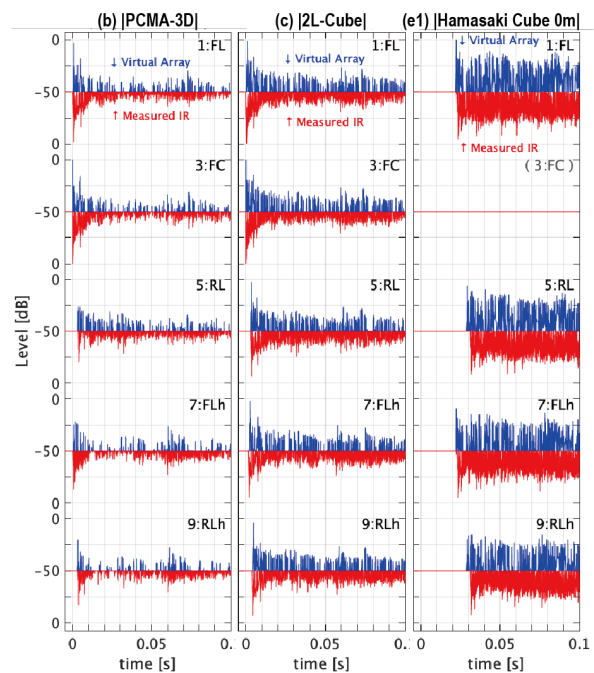 (b) |PCMA-3D| (c) |2L-Cube| (e1) |Hamasaki Cube 0m|
0 1:FL 1:FL 1:FL
↓ Virtual Array ↓ Virtual Array ↓ Virtual Array
-50
↑ Measured IR ↑ Measured IR ↑ Measured IR
0 3:FC 3:FC ( 3:FC )
-50
0
0 5:RL 5:RL 5:RL
Level [dB]
-50
0
0 7:FLh 7:FLh 7:FLh
-50
0
0 9:RLh 9:RLh 9:RLh
-50
0
0 0.05 0.1 0 0.05 0.1 0 0.05 0.1
time [s] time [s] time [s]